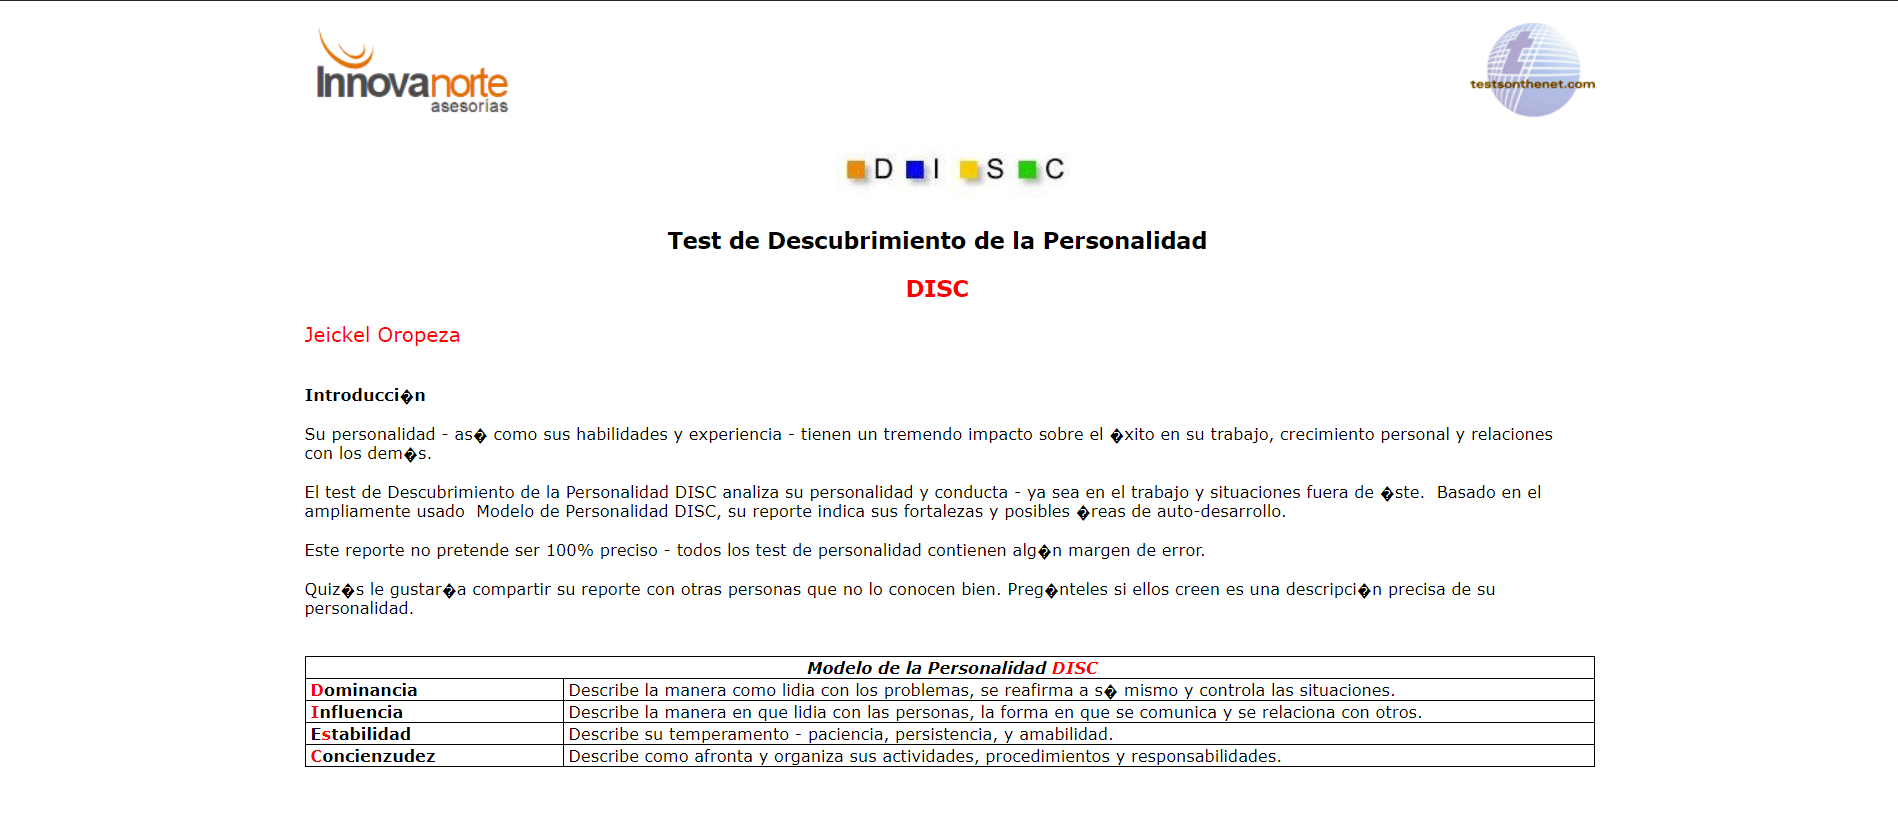 Innovanorte
asesorías
t
testsonthenet.com
D I S C
Test de Descubrimiento de la Personalidad
DISC
Jeickel Oropeza
Introducci�n
Su personalidad - as� como sus habilidades y experiencia - tienen un tremendo impacto sobre el �xito en su trabajo, crecimiento personal y relaciones
con los dem�s.
El test de Descubrimiento de la Personalidad DISC analiza su personalidad y conducta - ya sea en el trabajo y situaciones fuera de �ste.  Basado en el
ampliamente usado  Modelo de Personalidad DISC, su reporte indica sus fortalezas y posibles �reas de auto-desarrollo.
Este reporte no pretende ser 100% preciso - todos los test de personalidad contienen alg�n margen de error.
Quiz�s le gustar�a compartir su reporte con otras personas que no lo conocen bien. Preg�nteles si ellos creen es una descripci�n precisa de su
personalidad.
Modelo de la Personalidad DISC
Dominancia Describe la manera como lidia con los problemas, se reafirma a s� mismo y controla las situaciones.
Influencia Describe la manera en que lidia con las personas, la forma en que se comunica y se relaciona con otros.
Estabilidad Describe su temperamento - paciencia, persistencia, y amabilidad.
Concienzudez Describe como afronta y organiza sus actividades, procedimientos y responsabilidades.